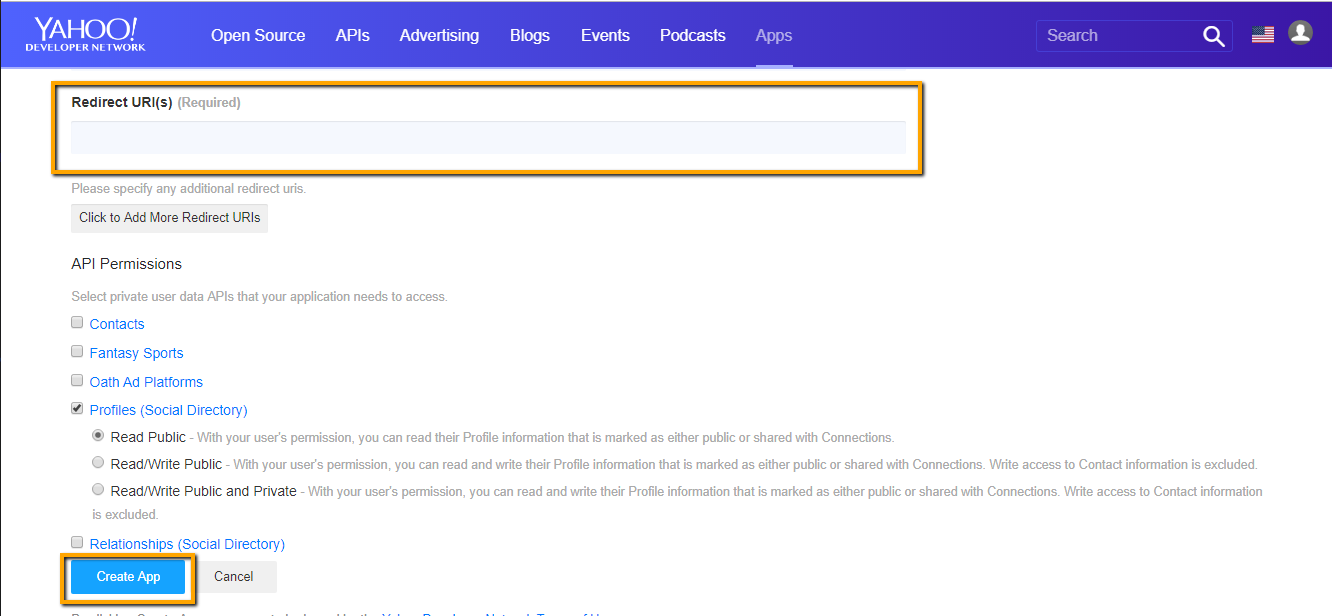 YAHOO!
DEVELOPER NETWORK
Open Source APIs Advertising Blogs Events Podcasts Apps Search
Redirect URI(s) (Required)
Please specify any additional redirect uris.
Click to Add More Redirect URIs
API Permissions
Select private user data APIs that your application needs to access.
Contacts
Fantasy Sports
Oath Ad Platforms
Profiles (Social Directory)
Read Public - With your user's permission, you can read their Profile information that is marked as either public or shared with Connections.
Read/Write Public - With your user's permission, you can read and write their Profile information that is marked as either public or shared with Connections. Write access to Contact information is excluded.
Read/Write Public and Private - With your user's permission, you can read and write their Profile information that is marked as either public or shared with Connections. Write access to Contact information
is excluded.
Relationships (Social Directory)
Create App Cancel